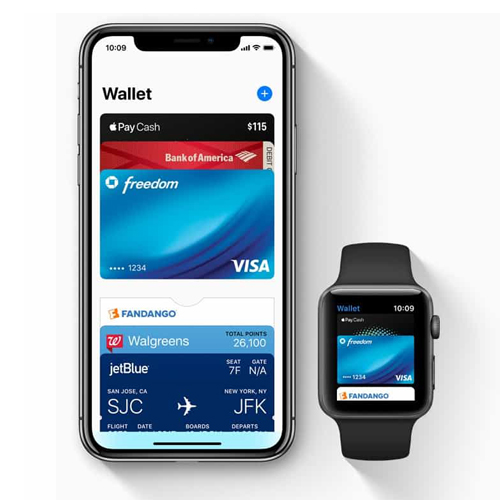 10:09
Wallet
Pay Cash $115
Bank of America DEBIT
freedom
•••• 1234 VISA
FANDANGO
Walgreens TOTAL POINTS 26,100
jetBlue SEAT 7F GATE N/A
SAN JOSE, CA NEW YORK, NY
SJC JFK
FLIGHT DATE BOARDS DEPARTS
Wallet 10:09
Pay Cash
freedom
•••• 1234 VISA
FANDANGO